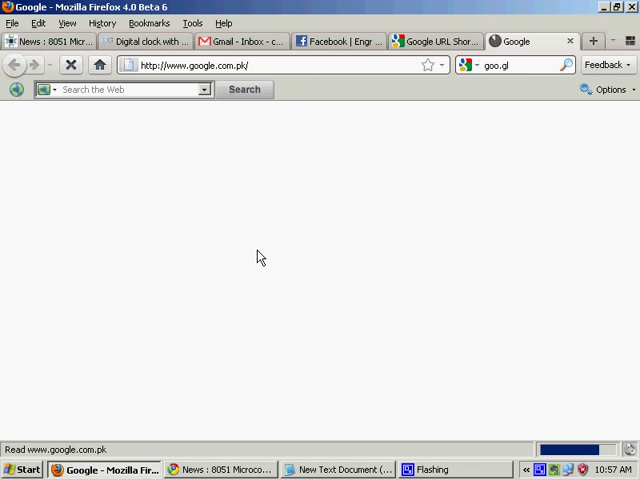 Google - Mozilla Firefox 4.0 Beta 6
File Edit View History Bookmarks Tools Help
News : 8051 Micr... Digital clock with ... Gmail - Inbox - c... Facebook | Engr ... Google URL Shor... Google
http://www.google.com.pk/ goo.gl Feedback
Search the Web Search Options
Read www.google.com.pk
Start Google - Mozilla Fir... News : 8051 Microco... New Text Document (... Flashing « 10:57 AM